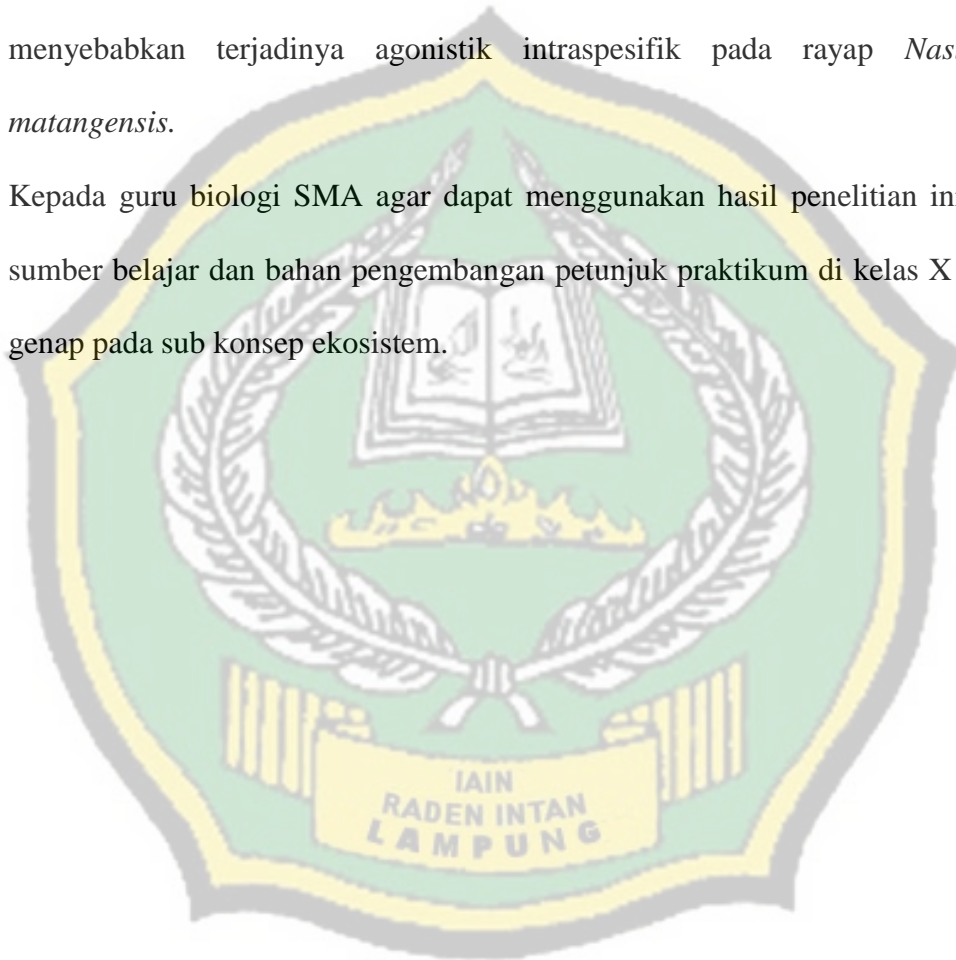 menyebabkan terjadinya agonistik intraspesifik pada rayap
matangensis.
Kepada guru biologi SMA agar dapat menggunakan hasil penelitian
sumber belajar dan bahan pengembangan petunjuk praktikum di kelas X
genap pada sub konsep ekosistem.
IAIN
RADEN INTAN
LAMPUNG